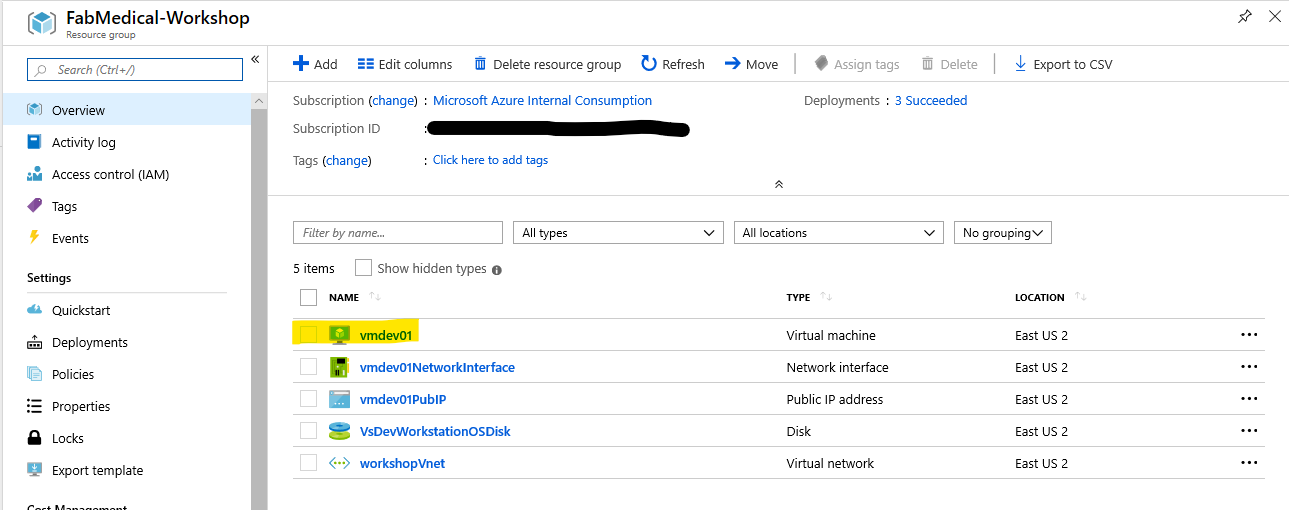 FabMedical-Workshop
Resource group
Search (Ctrl+/)
«
Overview
Activity log
Access control (IAM)
Tags
Events
Settings
Quickstart
Deployments
Policies
Properties
Locks
Export template
Cost Management
Add Edit columns Delete resource group Refresh Move Assign tags Delete Export to CSV
Subscription (change) : Microsoft Azure Internal Consumption Deployments : 3 Succeeded
Subscription ID :
Tags (change) : Click here to add tags
Filter by name... All types All locations No grouping
5 items Show hidden types
NAME TYPE LOCATION
vmdev01 Virtual machine East US 2 ...
vmdev01NetworkInterface Network interface East US 2 ...
vmdev01PubIP Public IP address East US 2 ...
VsDevWorkstationOSDisk Disk East US 2 ...
workshopVnet Virtual network East US 2 ...